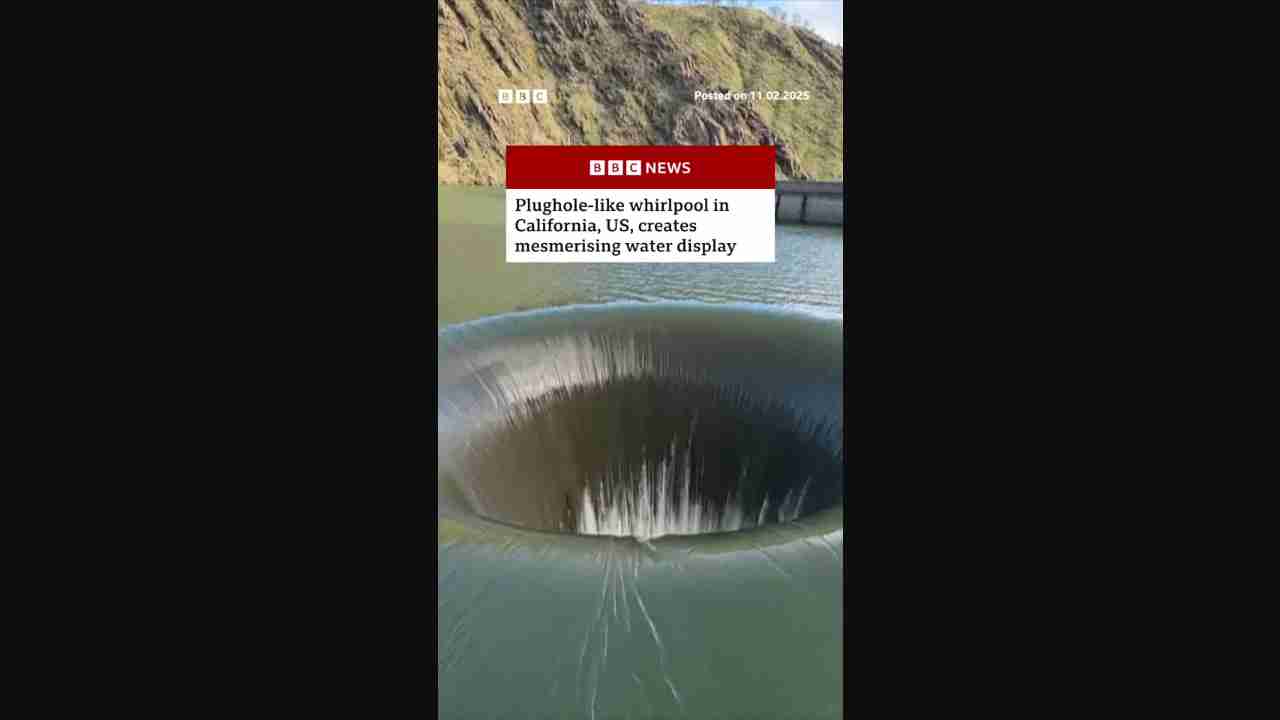 BBC
Posted on 11.02.2025
BBC NEWS
Plughole-like whirlpool in
California, US, creates
mesmerising water display